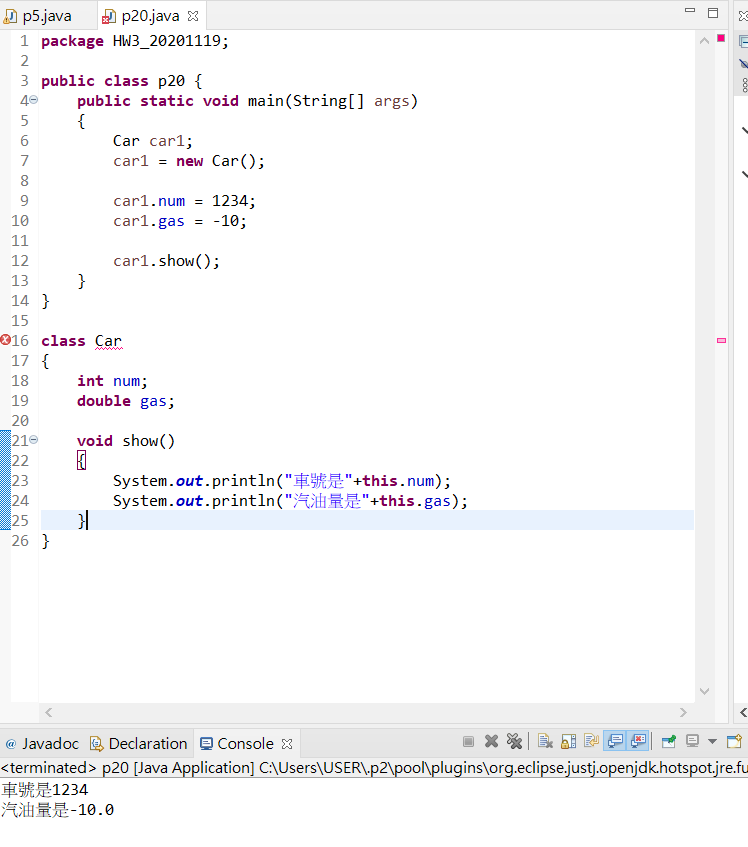 p5.java
p20.java
1 package HW3_20201119;
2
3 public class p20 {
4     public static void main(String[] args)
5     {
6         Car car1;
7         car1 = new Car();
8
9         car1.num = 1234;
10         car1.gas = -10;
11
12         car1.show();
13     }
14 }
15
16 class Car
17 {
18     int num;
19     double gas;
20
21     void show()
22     {
23         System.out.println("車號是"+this.num);
24         System.out.println("汽油量是"+this.gas);
25     }
26 }
@ Javadoc Declaration Console
<terminated> p20 [Java Application] C:\Users\USER\.p2\pool\plugins\org.eclipse.justj.openjdk.hotspot.jre.fu
車號是1234
汽油量是-10.0